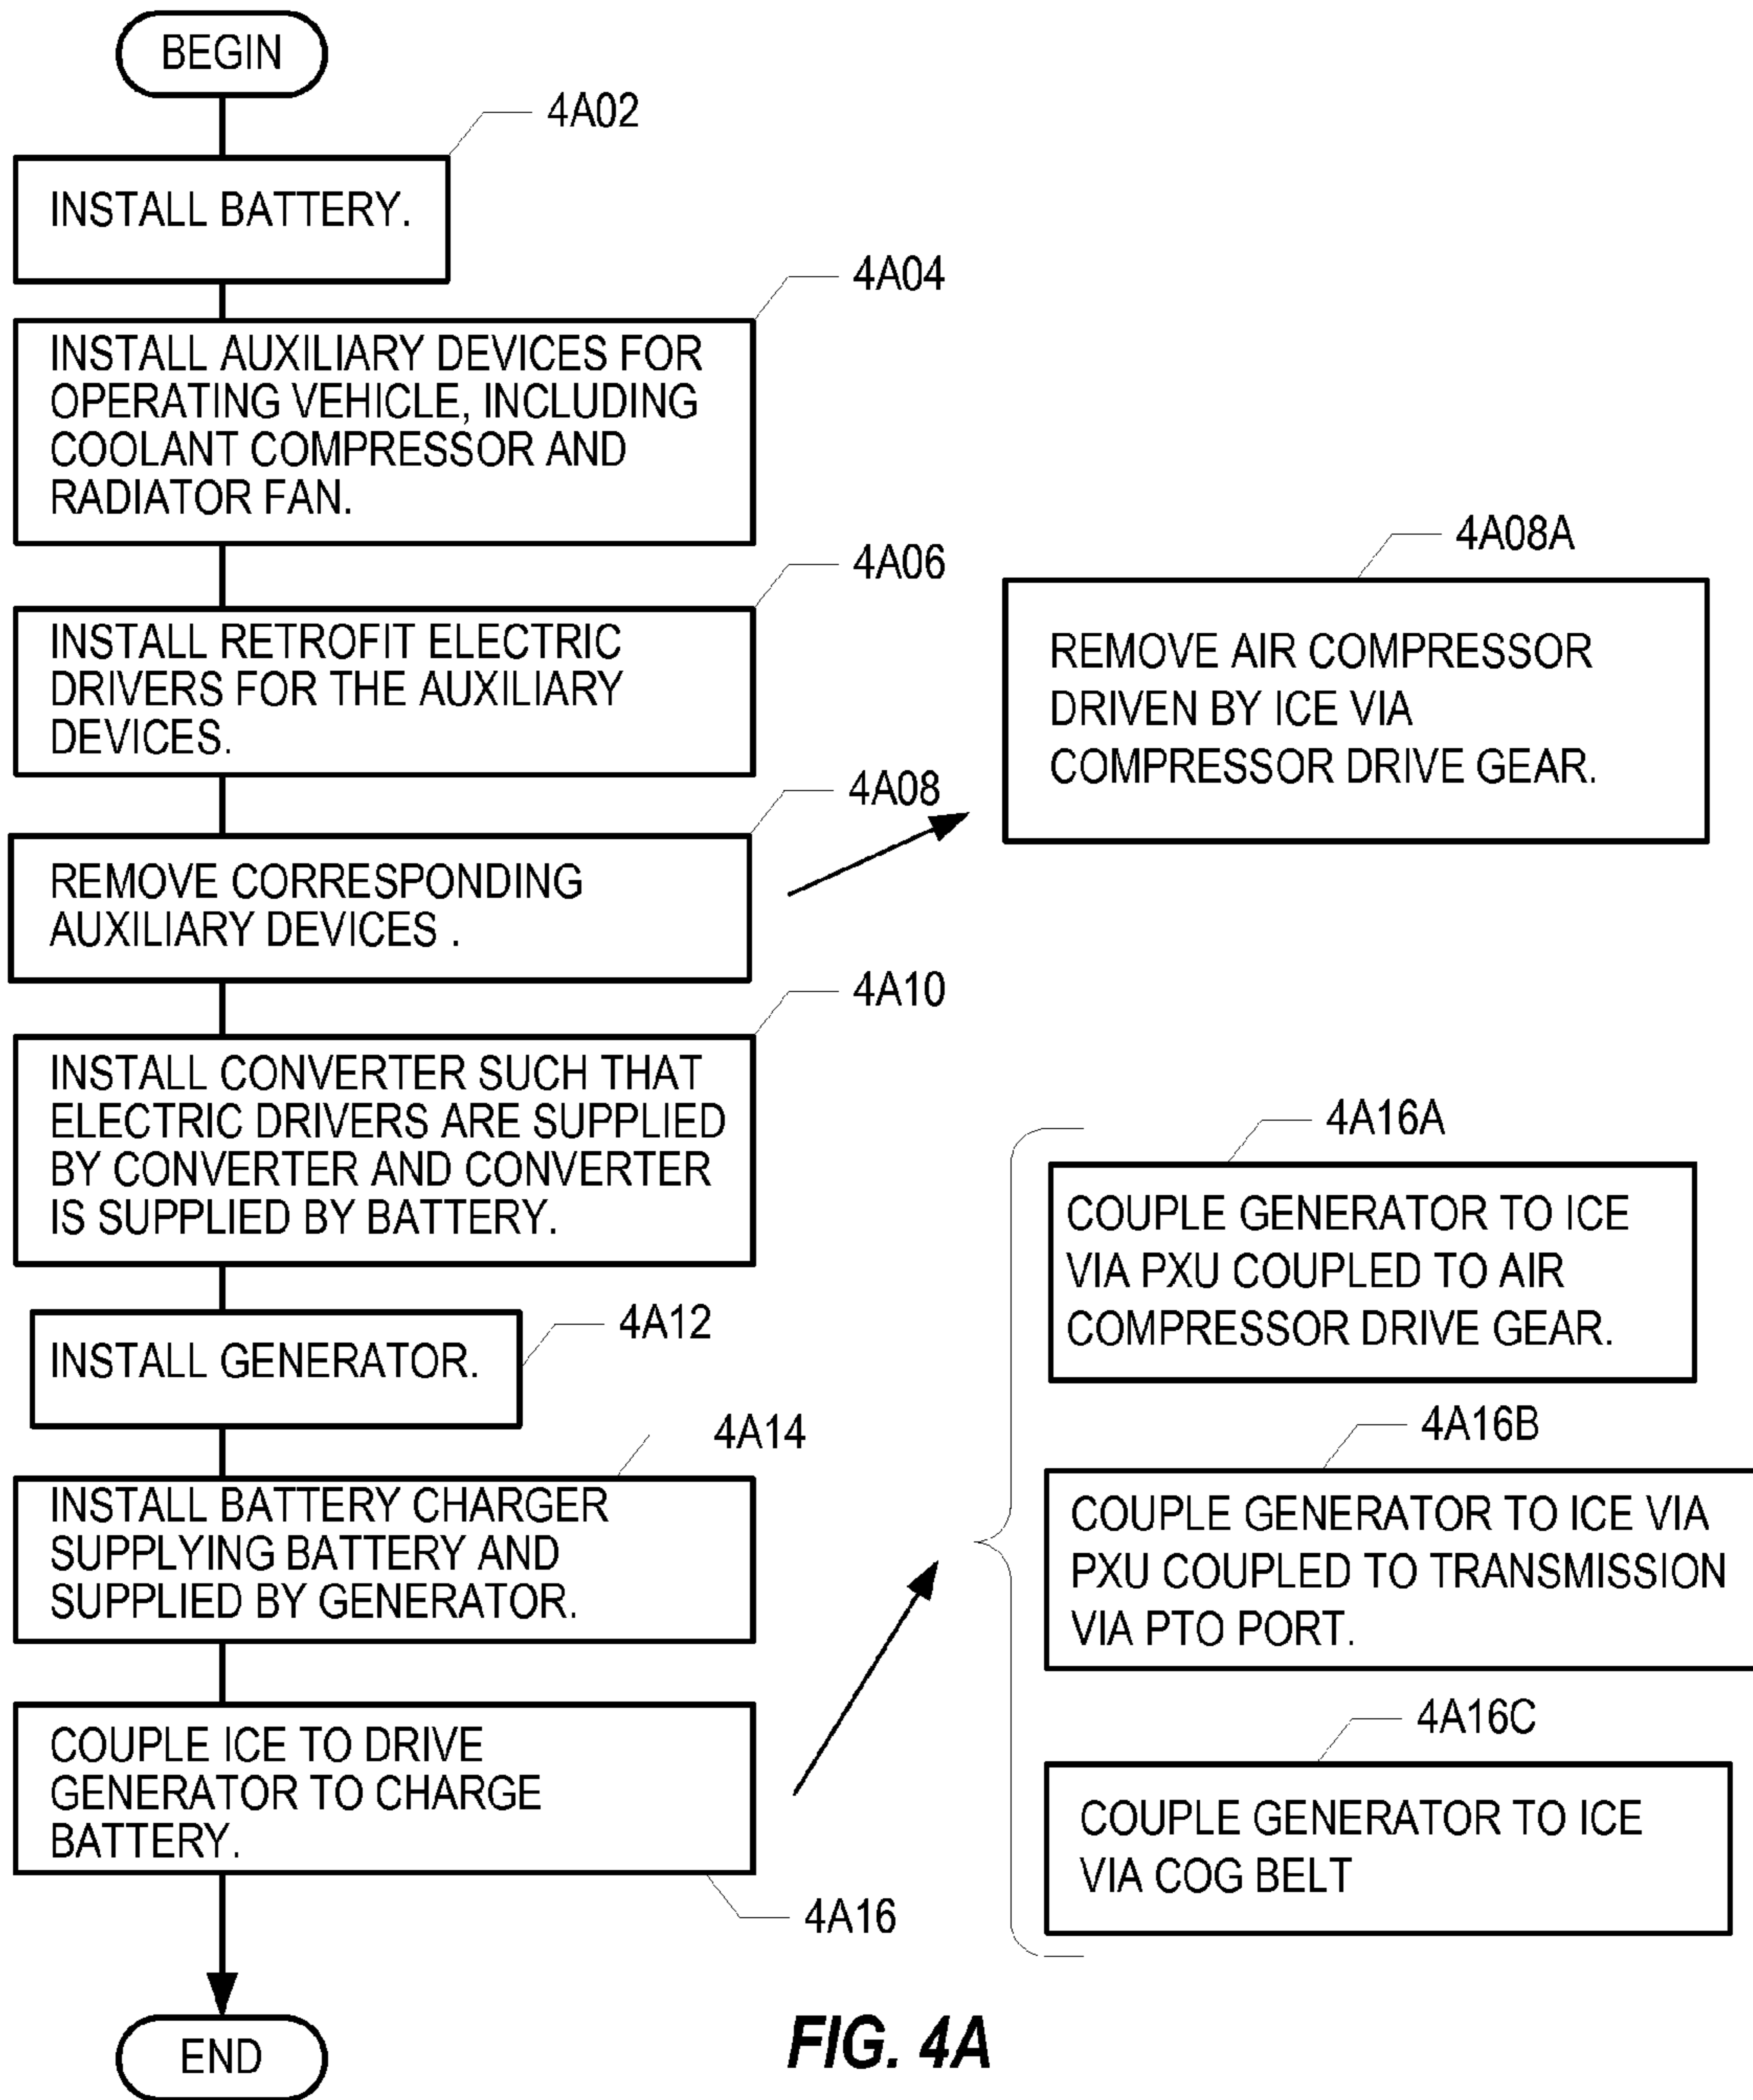 BEGIN
4A02
INSTALL BATTERY.
4A04
INSTALL AUXILIARY DEVICES FOR
OPERATING VEHICLE, INCLUDING
COOLANT COMPRESSOR AND
RADIATOR FAN.
4A06
INSTALL RETROFIT ELECTRIC
DRIVERS FOR THE AUXILIARY
DEVICES.
4A08
REMOVE CORRESPONDING
AUXILIARY DEVICES .
4A08A
REMOVE AIR COMPRESSOR
DRIVEN BY ICE VIA
COMPRESSOR DRIVE GEAR.
4A10
INSTALL CONVERTER SUCH THAT
ELECTRIC DRIVERS ARE SUPPLIED
BY CONVERTER AND CONVERTER
IS SUPPLIED BY BATTERY.
4A12
INSTALL GENERATOR.
4A14
INSTALL BATTERY CHARGER
SUPPLYING BATTERY AND
SUPPLIED BY GENERATOR.
COUPLE ICE TO DRIVE
GENERATOR TO CHARGE
BATTERY.
4A16
4A16A
COUPLE GENERATOR TO ICE
VIA PXU COUPLED TO AIR
COMPRESSOR DRIVE GEAR.
4A16B
COUPLE GENERATOR TO ICE VIA
PXU COUPLED TO TRANSMISSION
VIA PTO PORT.
4A16C
COUPLE GENERATOR TO ICE
VIA COG BELT
END
FIG. 4A